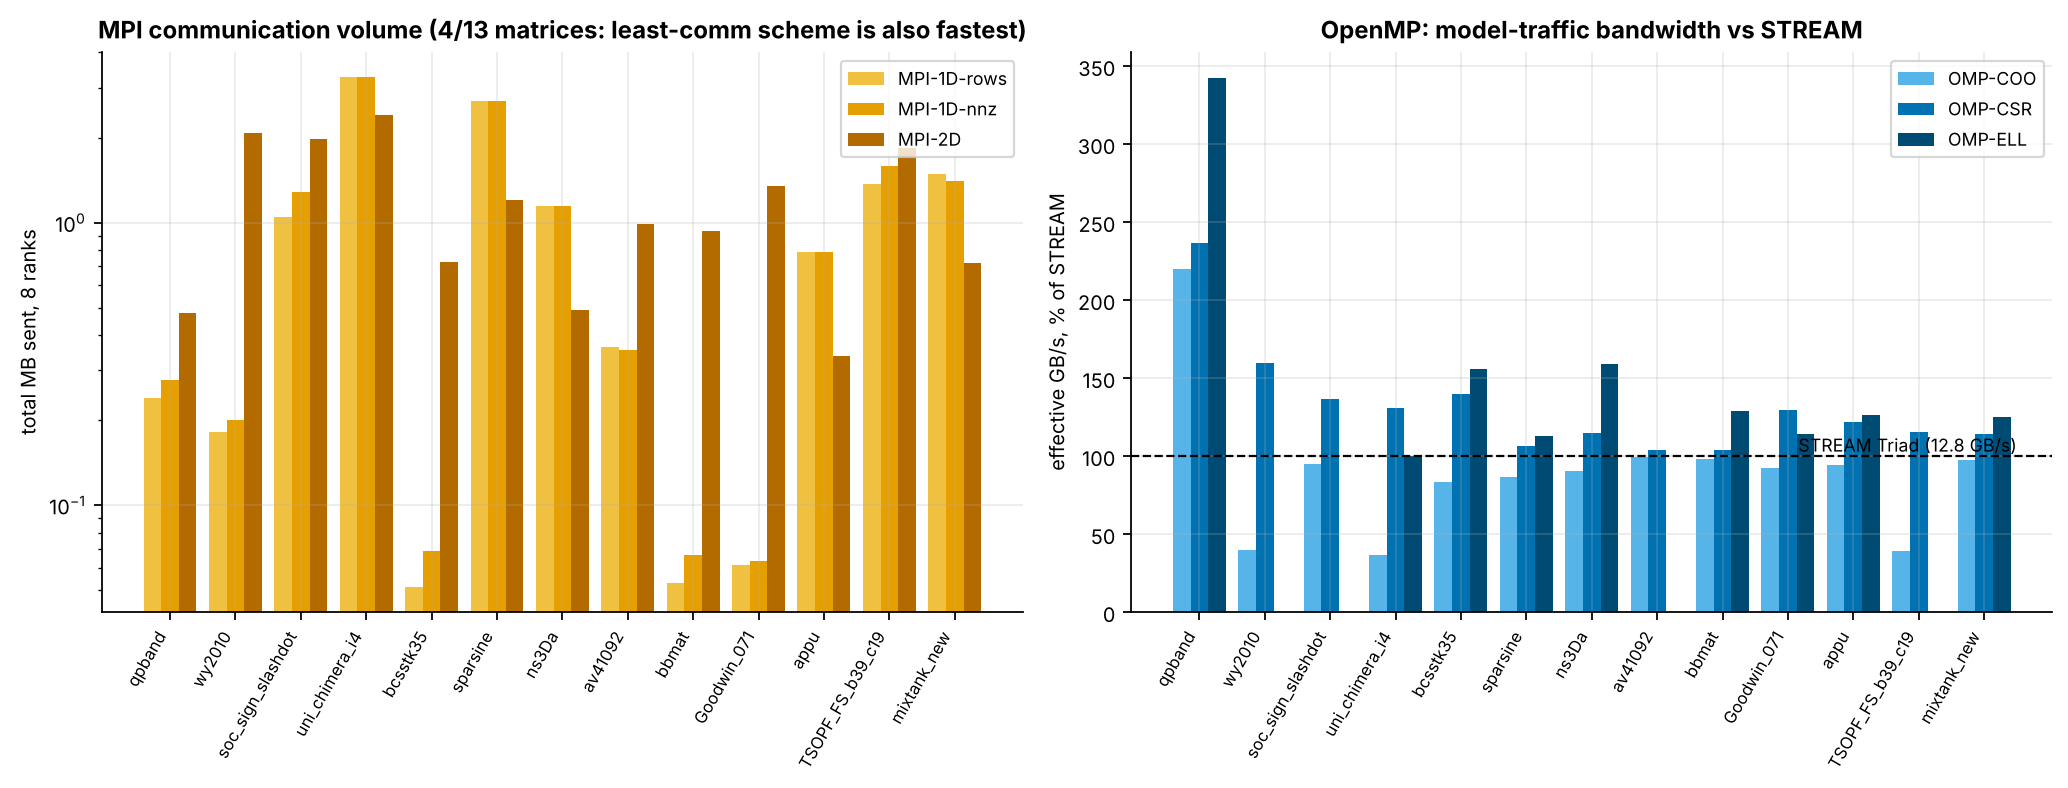 MPI communication volume (4/13 matrices: least-comm scheme is also fastest)
total MB sent, 8 ranks
10⁰
10⁻¹
MPI-1D-rows
MPI-1D-nnz
MPI-2D
qpband
wy2010
soc_sign_slashdot
uni_chimera_i4
bcsstk35
sparsine
ns3Da
av41092
bbmat
Goodwin_071
appu
TSOPF_FS_b39_c19
mixtank_new
OpenMP: model-traffic bandwidth vs STREAM
effective GB/s, % of STREAM
350
300
250
200
150
100
50
0
OMP-COO
OMP-CSR
OMP-ELL
STREAM Triad (12.8 GB/s)
qpband
wy2010
soc_sign_slashdot
uni_chimera_i4
bcsstk35
sparsine
ns3Da
av41092
bbmat
Goodwin_071
appu
TSOPF_FS_b39_c19
mixtank_new